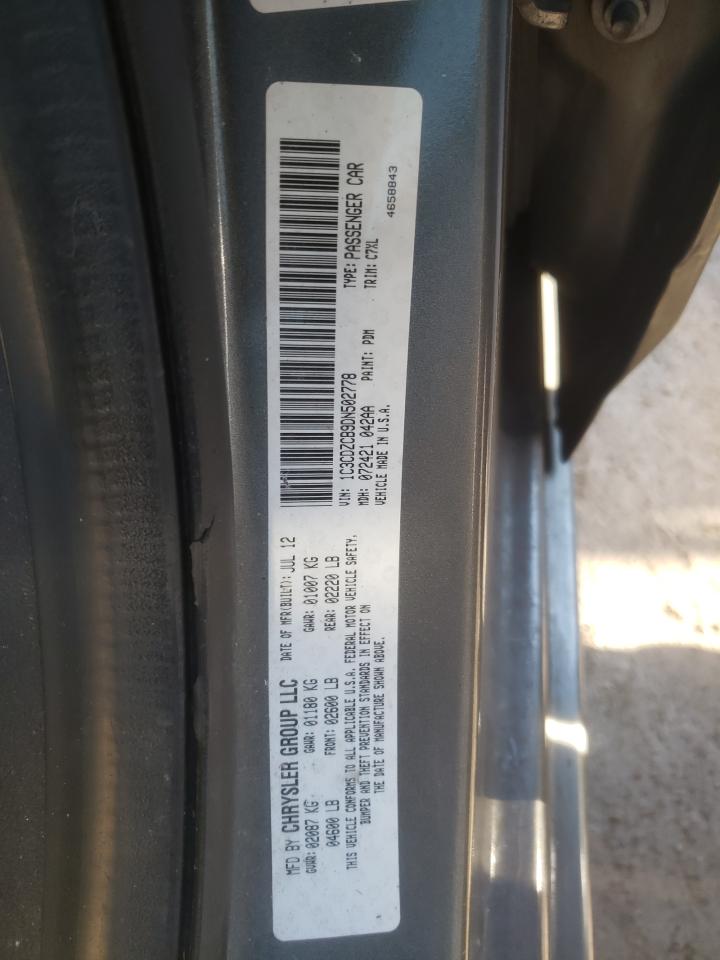 MFD BY CHRYSLER GROUP LLC DATE OF MFR(BUILT): JUL 12
GVWR: 02087 KG GAWR: 01180 KG GAWR: 01007 KG
04600 LB FRONT: 02600 LB REAR: 02220 LB
THIS VEHICLE CONFORMS TO ALL APPLICABLE U.S.A. FEDERAL MOTOR VEHICLE SAFETY,
BUMPER AND THEFT PREVENTION STANDARDS IN EFFECT ON
THE DATE OF MANUFACTURE SHOWN ABOVE.
VIN: 1C3CDZCB9DN502778 TYPE: PASSENGER CAR
MDH: 072421 042AA PAINT: PDM TRIM: C7XL
VEHICLE MADE IN U.S.A. 4658843